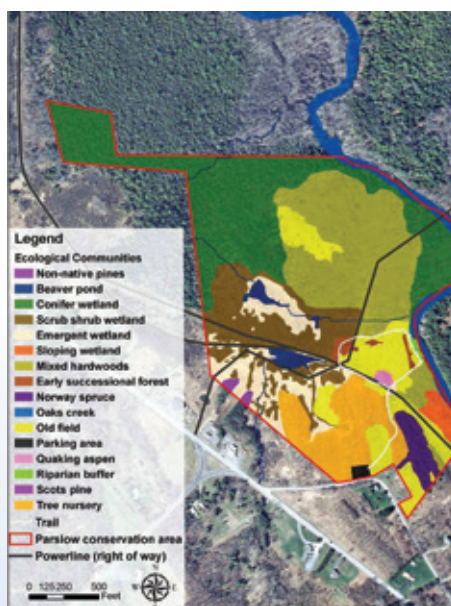 Legend
Ecological Communities
Non-native pines
Beaver pond
Conifer wetland
Scrub shrub wetland
Emergent wetland
Sloping wetland
Mixed hardwoods
Early successional forest
Norway spruce
Oaks creek
Old field
Parking area
Quaking aspen
Riparian buffer
Scots pine
Tree nursery
Trail
Parslow conservation area
Powerline (right of way)
0 125 250 500
Feet
N
W E
S